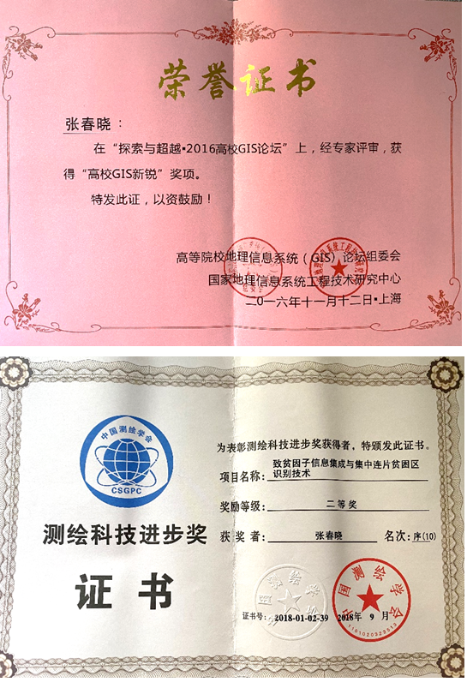 荣誉证书
张春晓：
在“探索与超越•2016高校GIS论坛”上，经专家评审，获
得“高校GIS新锐”奖项。
特发此证，以资鼓励！
高等院校地理信息系统（GIS）论坛组委会
国家地理信息系统工程技术研究中心
二〇一六年十一月十二日•上海
中国测绘学会
CSGPC
测绘科技进步奖
证书
为表彰测绘科技进步奖获得者，特颁发此证书。
项目名称：致贫因子信息集成与集中连片贫困区
识别技术
奖励等级：二等奖
获奖者：张春晓 名次：序(10)
中国测绘学会
证书号：2018-01-02-39 2018年9月